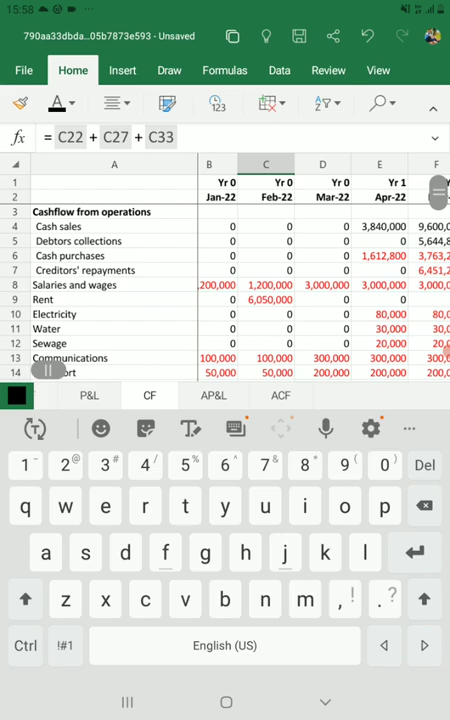 15:58
790aa33dbda...05b7873e593 - Unsaved
File Home Insert Draw Formulas Data Review View
A 123
fx = C22 + C27 + C33
A B C D E F
1 Yr 0 Yr 0 Yr 0 Yr 1
2 Jan-22 Feb-22 Mar-22 Apr-22
3 Cashflow from operations
4 Cash sales 0 0 0 3,840,000 9,600,0
5 Debtors collections 0 0 0 0 5,644,8
6 Cash purchases 0 0 0 1,612,800 3,763,2
7 Creditors' repayments 0 0 0 0 6,451,2
8 Salaries and wages ,200,000 1,200,000 3,000,000 3,000,000 3,000,0
9 Rent 0 6,050,000 0 0
10 Electricity 0 0 0 80,000 80,0
11 Water 0 0 0 30,000 30,0
12 Sewage 0 0 0 20,000 20,0
13 Communications 100,000 100,000 300,000 300,000 300,0
14 ort 50,000 50,000 200,000 200,000 200,0
P&L CF AP&L ACF
1 - 2 @ 3 # 4 / 5 % 6 ^ 7 & 8 * 9 ( 0 ) Del
q w e r t y u i o p
a s d f g h j k l
z x c v b n m , ! . ?
Ctrl !#1 English (US)